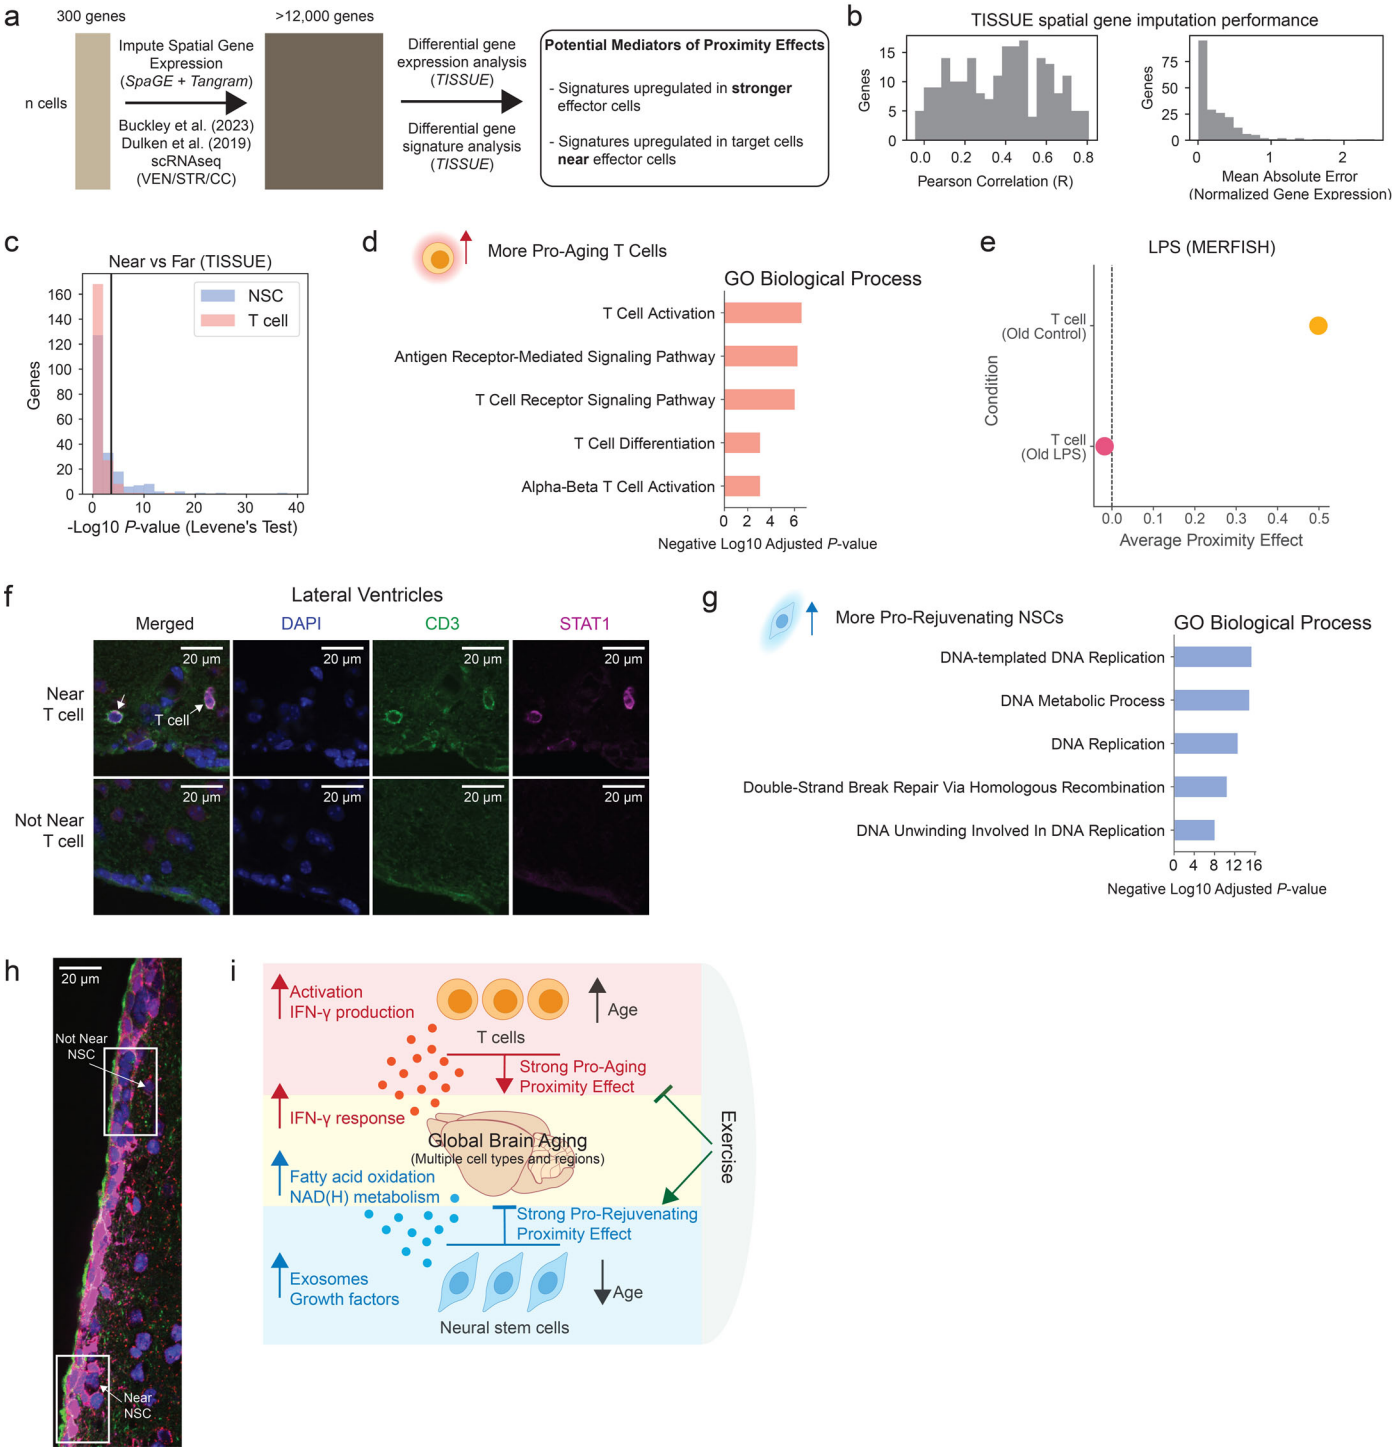 a
300 genes
>12,000 genes
n cells
Impute Spatial Gene
Expression
(SpaGE + Tangram)
Buckley et al. (2023)
Dulken et al. (2019)
scRNAseq
(VEN/STR/CC)
Differential gene
expression analysis
(TISSUE)
Differential gene
signature analysis
(TISSUE)
Potential Mediators of Proximity Effects
- Signatures upregulated in stronger
effector cells
- Signatures upregulated in target cells
near effector cells
b
TISSUE spatial gene imputation performance
Genes
15
10
5
0
0.0 0.2 0.4 0.6 0.8
Pearson Correlation (R)
Genes
75
50
25
0
0 1 2
Mean Absolute Error
(Normalized Gene Expression)
c
Near vs Far (TISSUE)
NSC
T cell
Genes
160
140
120
100
80
60
40
20
0
0 10 20 30 40
-Log10 P-value (Levene's Test)
d
More Pro-Aging T Cells
GO Biological Process
T Cell Activation
Antigen Receptor-Mediated Signaling Pathway
T Cell Receptor Signaling Pathway
T Cell Differentiation
Alpha-Beta T Cell Activation
0 2 4 6
Negative Log10 Adjusted P-value
e
LPS (MERFISH)
Condition
T cell
(Old Control)
T cell
(Old LPS)
0.0 0.1 0.2 0.3 0.4 0.5
Average Proximity Effect
f
Lateral Ventricles
Merged DAPI CD3 STAT1
Near
T cell
20 µm 20 µm 20 µm 20 µm
T cell
Not Near
T cell
20 µm 20 µm 20 µm 20 µm
g
More Pro-Rejuvenating NSCs
GO Biological Process
DNA-templated DNA Replication
DNA Metabolic Process
DNA Replication
Double-Strand Break Repair Via Homologous Recombination
DNA Unwinding Involved In DNA Replication
0 4 8 12 16
Negative Log10 Adjusted P-value
h
20 µm
Not Near
NSC
Near
NSC
i
Activation
IFN-γ production
T cells
Age
Strong Pro-Aging
Proximity Effect
IFN-γ response
Global Brain Aging
(Multiple cell types and regions)
Fatty acid oxidation
NAD(H) metabolism
Strong Pro-Rejuvenating
Proximity Effect
Exosomes
Growth factors
Age
Neural stem cells
Exercise